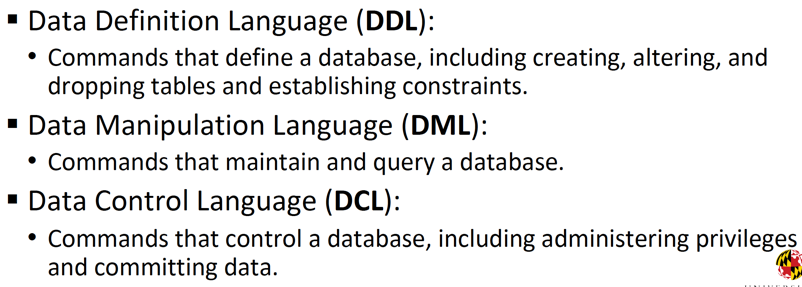 ▪ Data Definition Language (DDL):
• Commands that define a database, including creating, altering, and
dropping tables and establishing constraints.
▪ Data Manipulation Language (DML):
• Commands that maintain and query a database.
▪ Data Control Language (DCL):
• Commands that control a database, including administering privileges
and committing data.